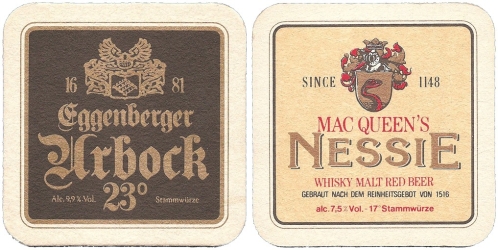 16 81
Eggenberger
Urbock
23°
Alc. 9,9 % Vol. Stammwürze
SINCE 1148
MAC QUEEN'S
NESSIE
WHISKY MALT RED BEER
GEBRAUT NACH DEM REINHEITSGEBOT VON 1516
alc. 7,5 % Vol. - 17° Stammwürze